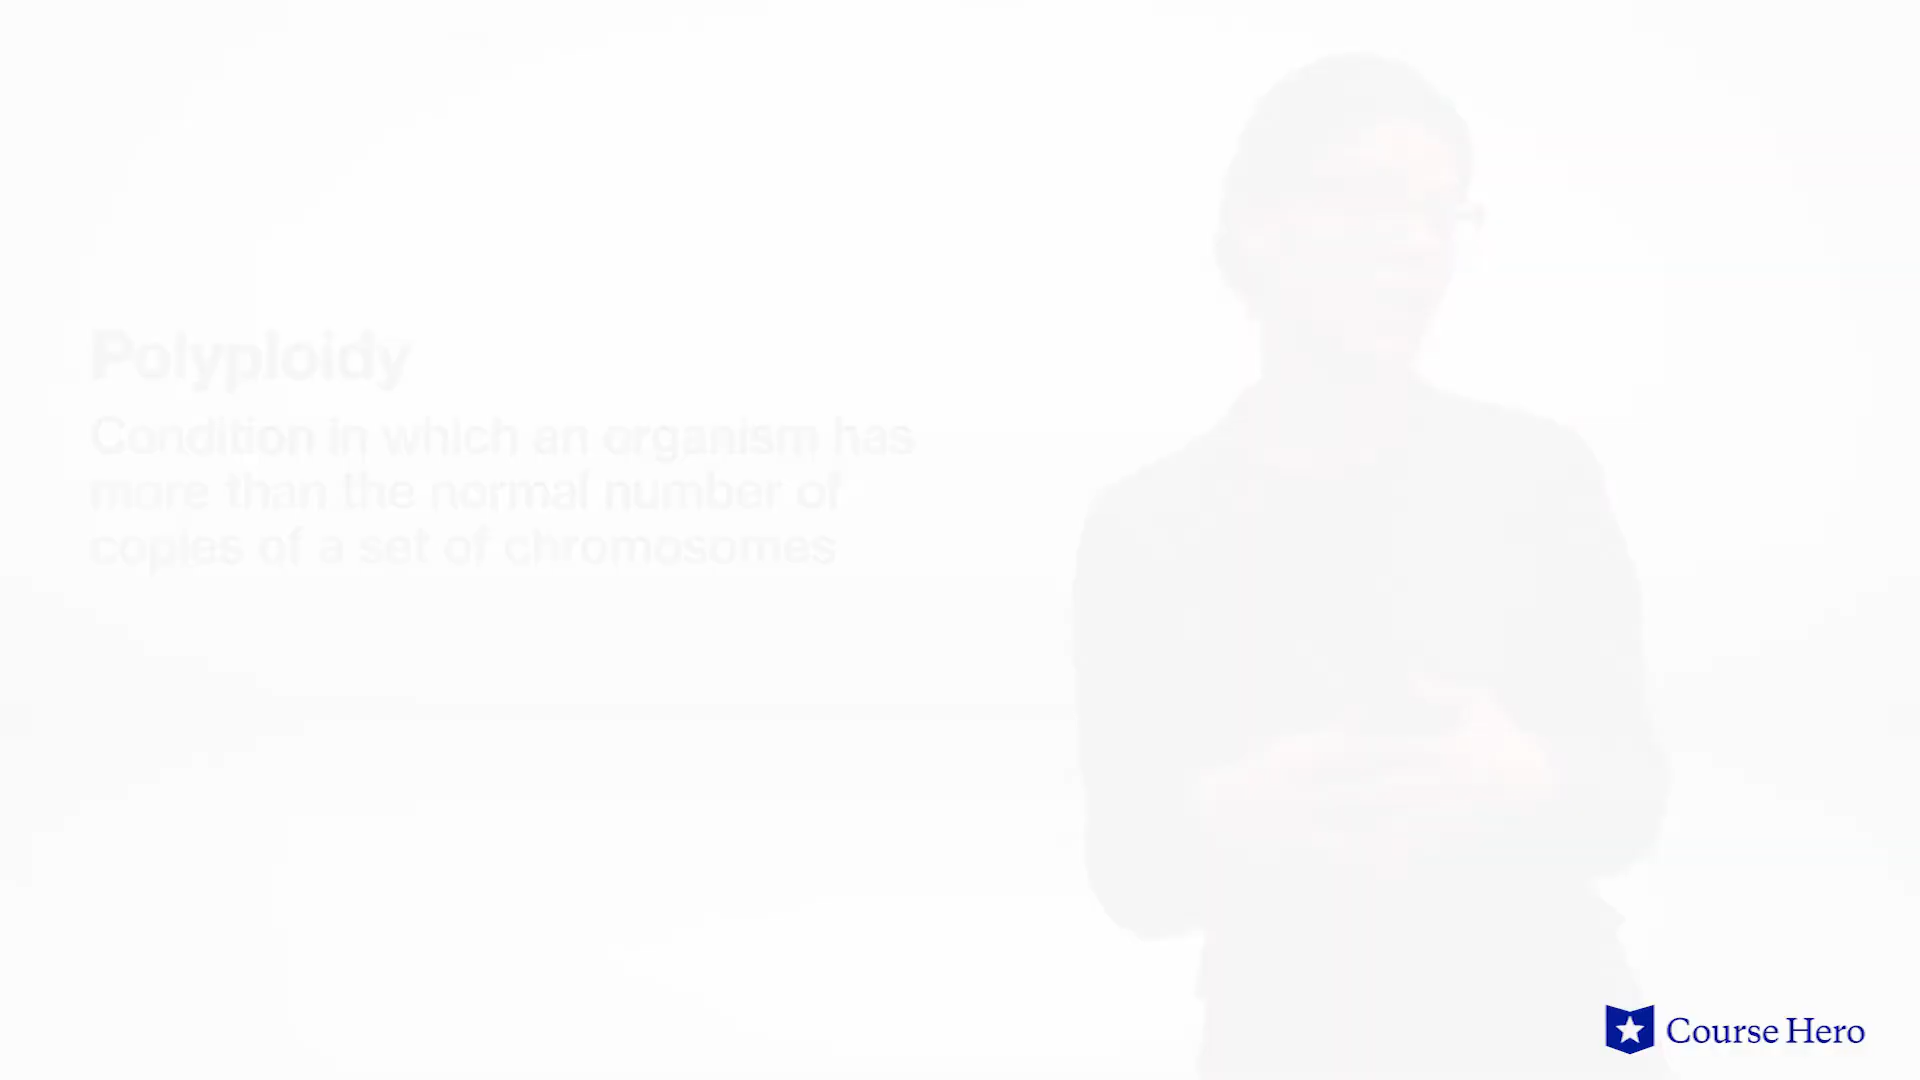 Polyploidy
Condition in which an organism has
more than the normal number of
copies of a set of chromosomes
Course Hero